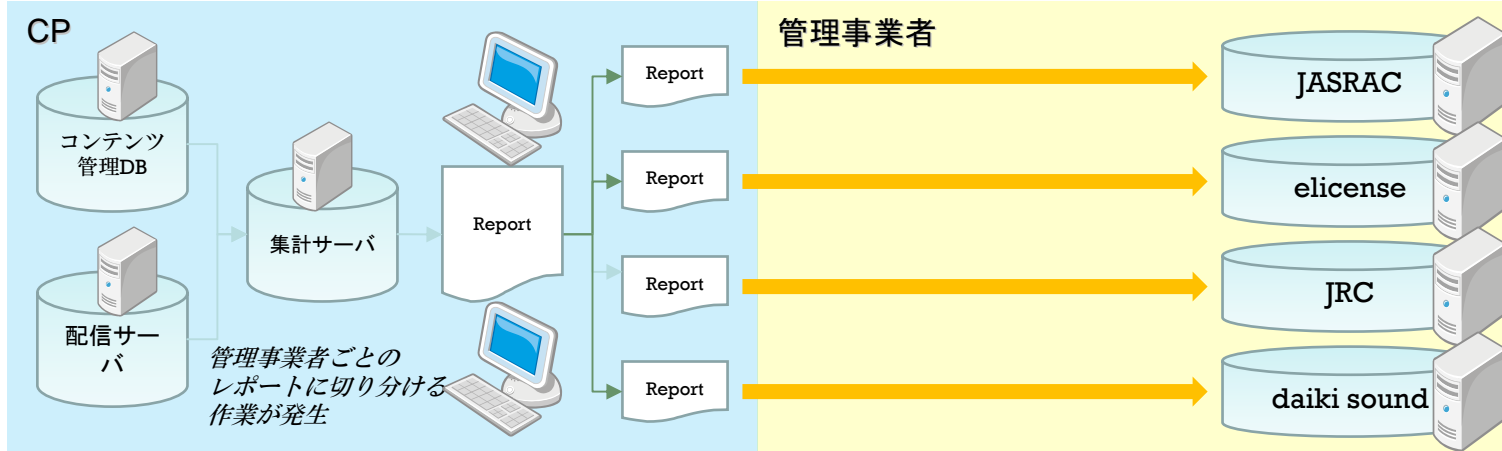 CP
管理事業者
コンテンツ
管理DB
配信サー
バ
集計サーバ
Report
管理事業者ごとの
レポートに切り分ける
作業が発生
Report
Report
Report
Report
JASRAC
elicense
JRC
daiki sound